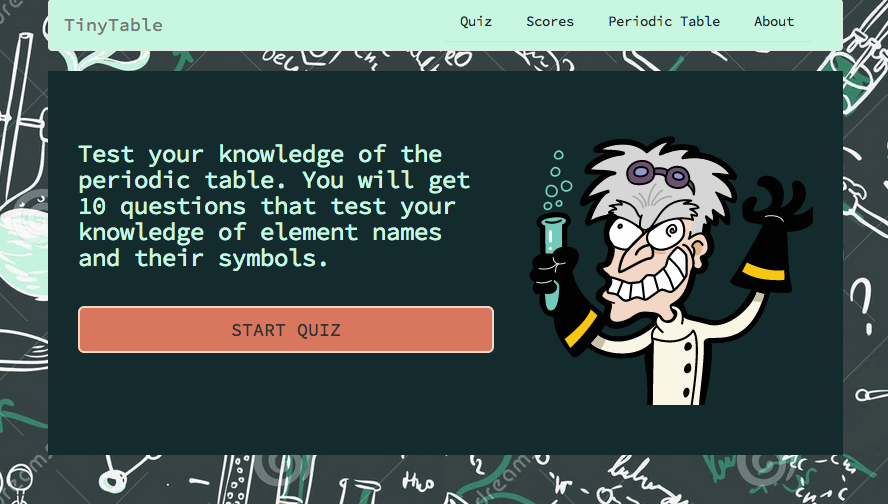 TinyTable
Quiz Scores Periodic Table About
Test your knowledge of the
periodic table. You will get
10 questions that test your
knowledge of element names
and their symbols.
START QUIZ